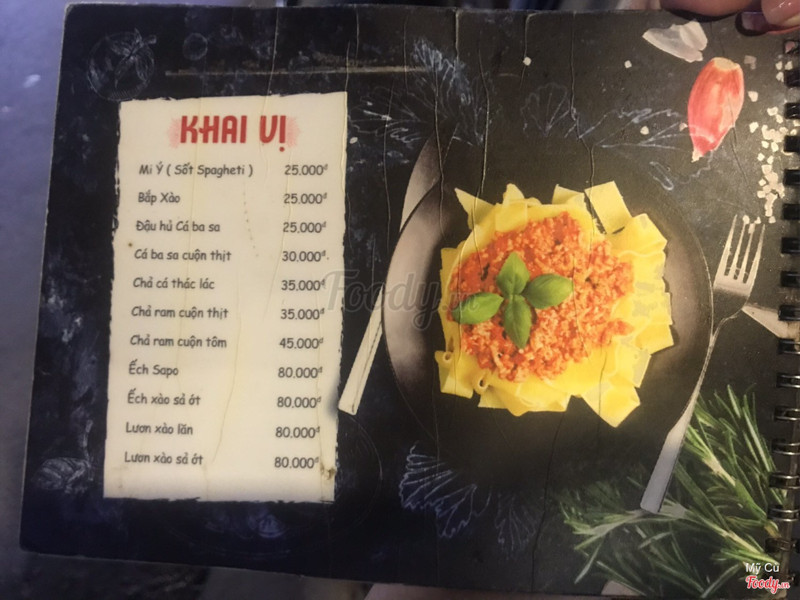 KHAI VỊ
Mì Ý ( Sốt Spagheti ) 25.000đ
Bắp Xào 25.000đ
Đậu hủ Cá ba sa 25.000đ
Cá ba sa cuộn thịt 30.000đ
Chả cá thác lác 35.000đ
Chả ram cuộn thịt 35.000đ
Chả ram cuộn tôm 45.000đ
Ếch Sapo 80.000đ
Ếch xào sả ớt 80.000đ
Lươn xào lăn 80.000đ
Lươn xào sả ớt 80.000đ
Foody.vn
Mỹ Cu
Foody.vn